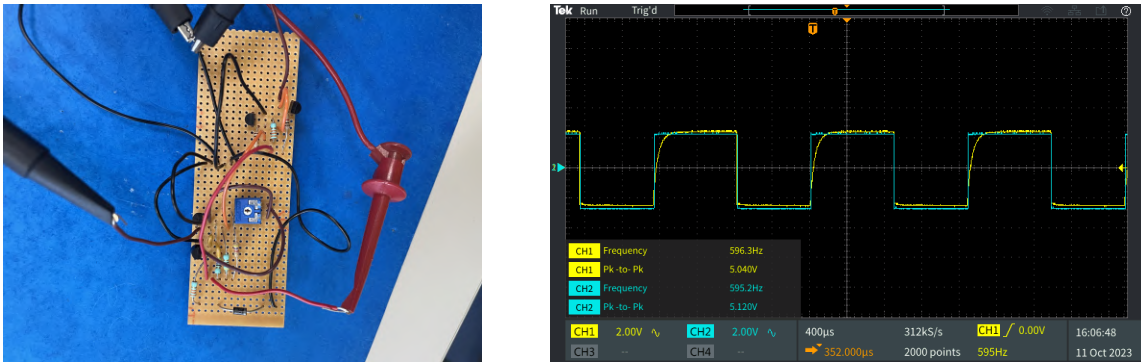 Tek Run Trig'd
T
T
2
CH1 Frequency 596.3Hz
CH1 Pk -to- Pk 5.040V
CH2 Frequency 595.2Hz
CH2 Pk -to- Pk 5.120V
CH1 2.00V CH2 2.00V 400µs 312kS/s CH1 0.00V 16:06:48
CH3 -- CH4 -- 352.000µs 2000 points 595Hz 11 Oct 2023